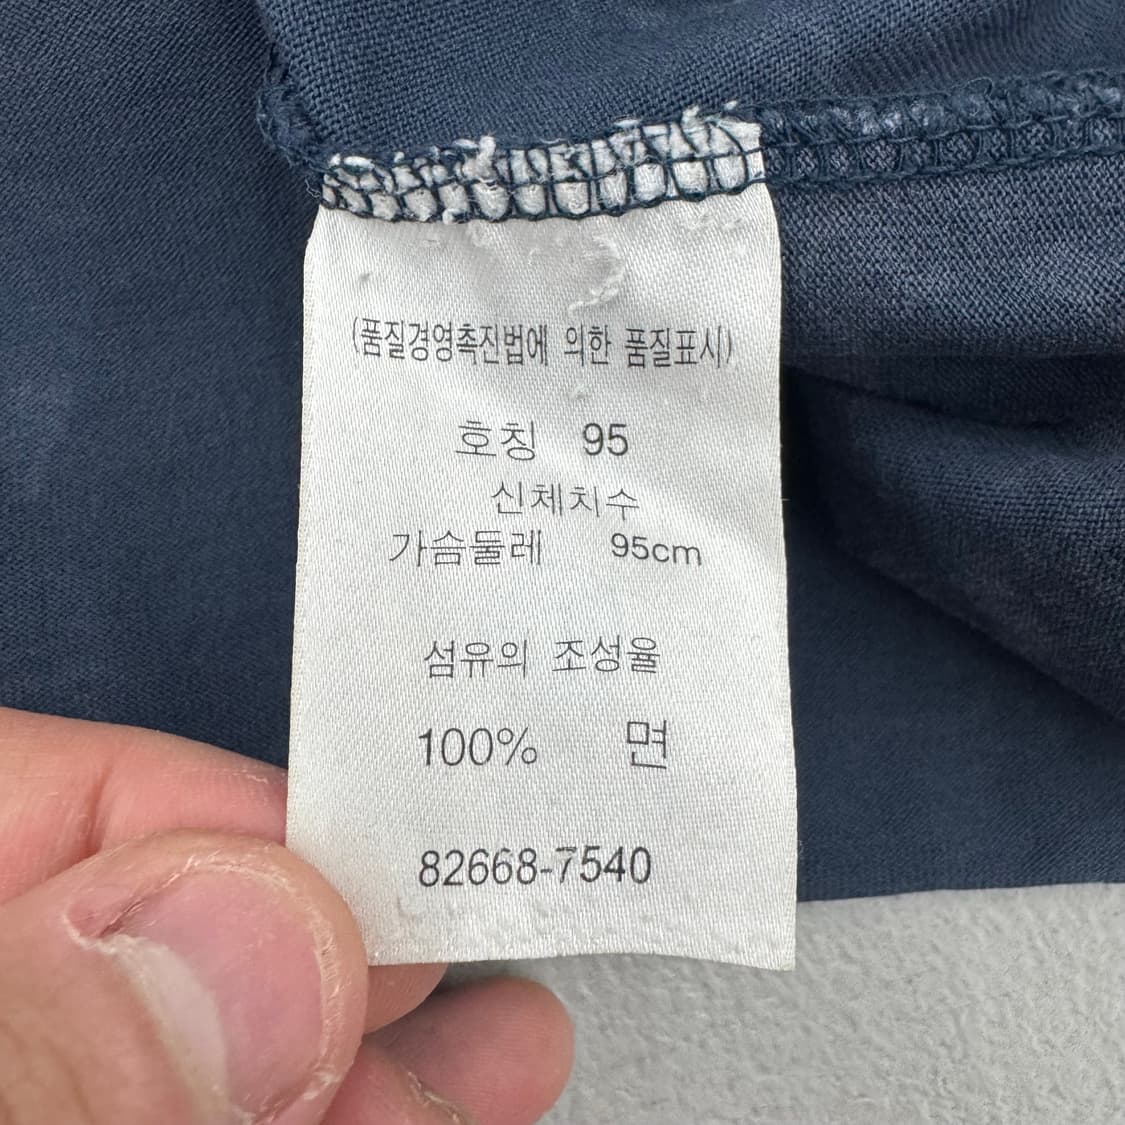 (품질경영촉진법에 의한 품질표시)
호칭 95
신체치수
가슴둘레 95cm
섬유의 조성율
100% 면
82668-7540